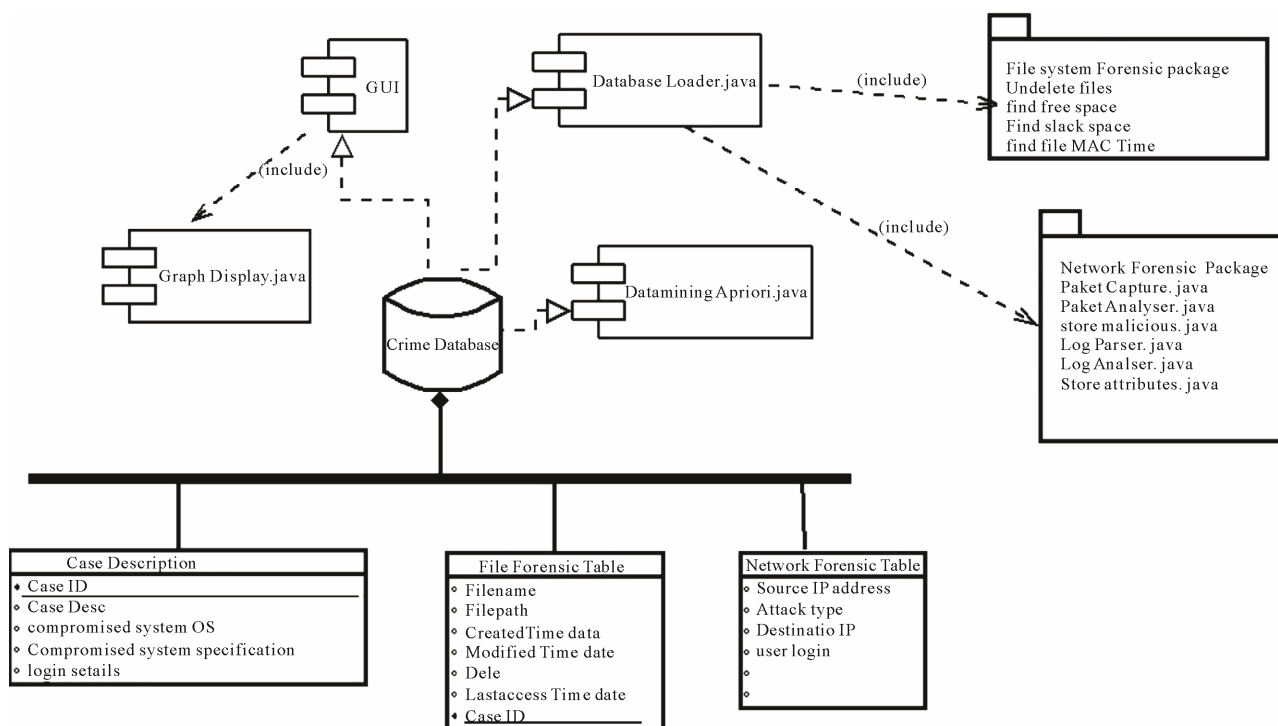 GUI
Database Loader.java
(include)
File system Forensic package
Undelete files
find free space
Find slack space
find file MAC Time
(include)
(include)
Graph Display.java
Datamining Apriori.java
Crime Database
Network Forensic Package
Paket Capture. java
Paket Analyser. java
store malicious. java
Log Parser. java
Log Analser. java
Store attributes. java
Case Description
Case ID
Case Desc
compromised system OS
Compromised system specification
login setails
File Forensic Table
Filename
Filepath
CreatedTime data
Modified Time date
Dele
Lastaccess Time date
Case ID
Network Forensic Table
Source IP address
Attack type
Destinatio IP
user login